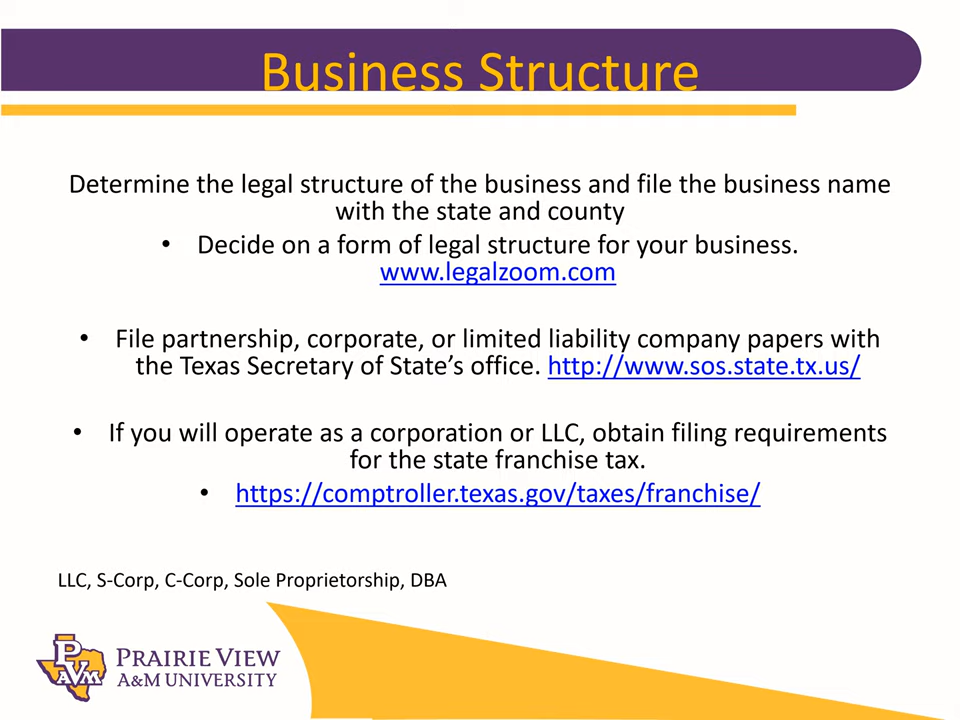 Business Structure
Determine the legal structure of the business and file the business name
with the state and county
• Decide on a form of legal structure for your business.
www.legalzoom.com
• File partnership, corporate, or limited liability company papers with
the Texas Secretary of State’s office. http://www.sos.state.tx.us/
• If you will operate as a corporation or LLC, obtain filing requirements
for the state franchise tax.
• https://comptroller.texas.gov/taxes/franchise/
LLC, S-Corp, C-Corp, Sole Proprietorship, DBA
PVAMU
PRAIRIE VIEW
A&M UNIVERSITY